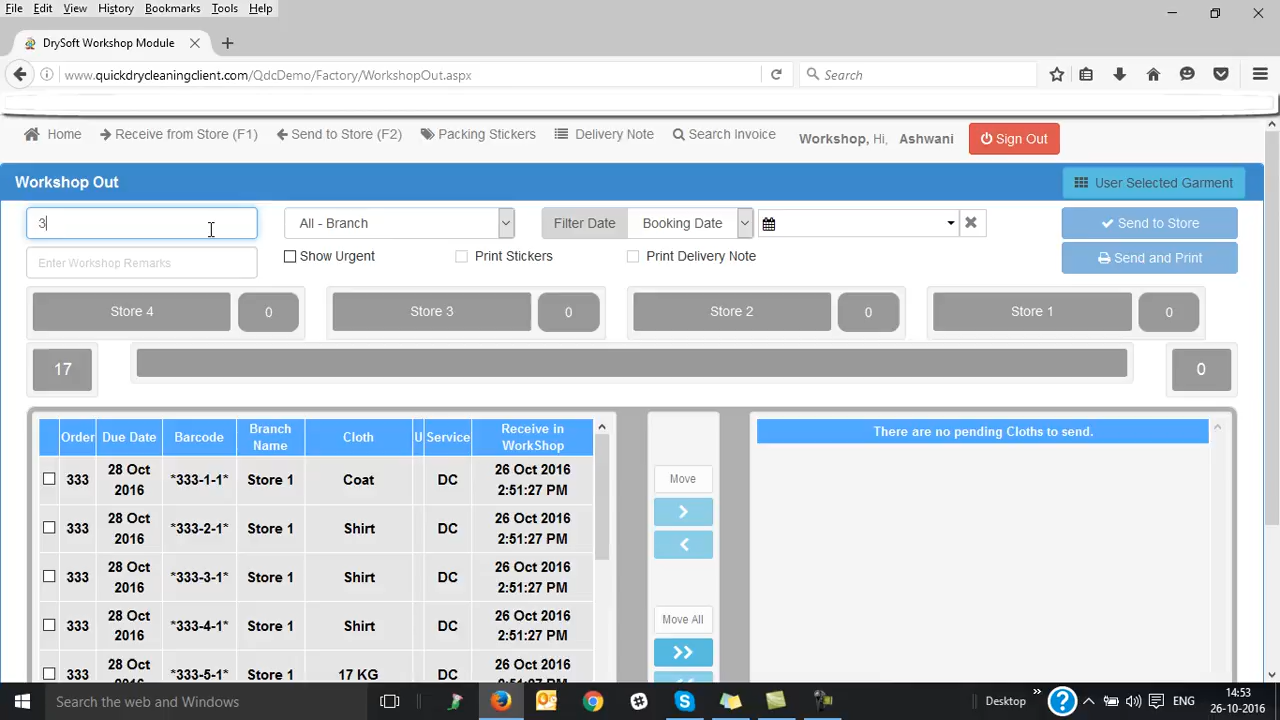 File Edit View History Bookmarks Tools Help
DrySoft Workshop Module
www.quickdrycleaningclient.com/QdcDemo/Factory/WorkshopOut.aspx Search
Home Receive from Store (F1) Send to Store (F2) Packing Stickers Delivery Note Search Invoice Workshop, Hi, Ashwani Sign Out
Workshop Out User Selected Garment
3 All - Branch Filter Date Booking Date Send to Store
Enter Workshop Remarks Show Urgent Print Stickers Print Delivery Note Send and Print
Store 4 0 Store 3 0 Store 2 0 Store 1 0
17 0
Order Due Date Barcode Branch Name Cloth U Service Receive in WorkShop
There are no pending Cloths to send.
333 28 Oct 2016 *333-1-1* Store 1 Coat DC 26 Oct 2016 2:51:27 PM
Move
333 28 Oct 2016 *333-2-1* Store 1 Shirt DC 26 Oct 2016 2:51:27 PM
333 28 Oct 2016 *333-3-1* Store 1 Shirt DC 26 Oct 2016 2:51:27 PM
333 28 Oct 2016 *333-4-1* Store 1 Shirt DC 26 Oct 2016 2:51:27 PM
Move All
333 28 Oct 2016 *333-5-1* Store 1 17 KG DC 26 Oct 2016
Search the web and Windows Desktop ENG 14:53
26-10-2016